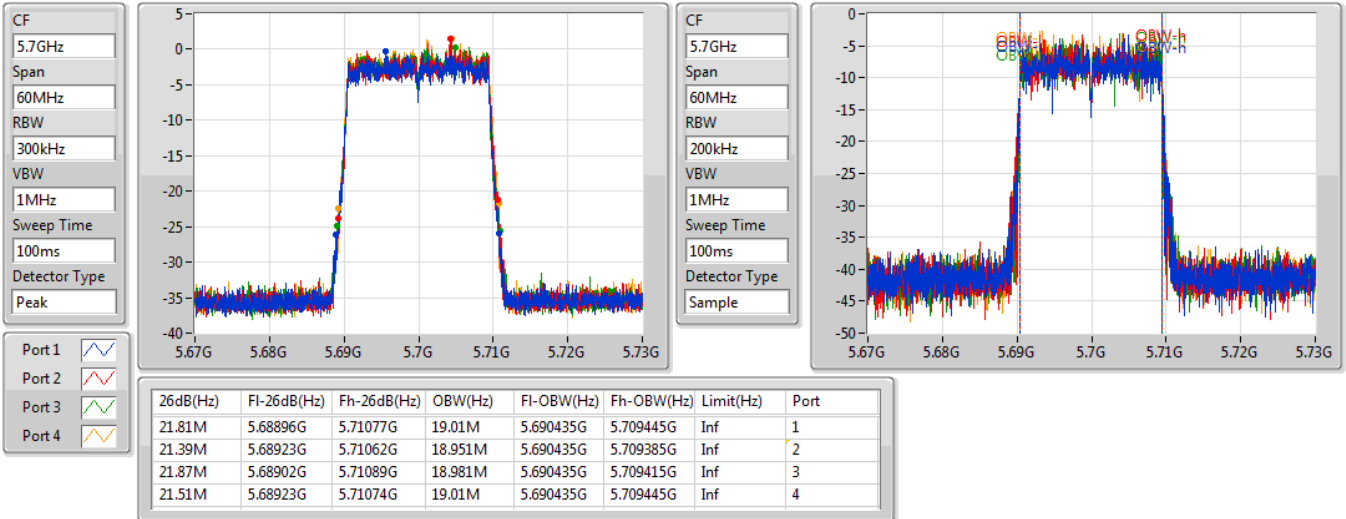 CF
5.7GHz
Span
60MHz
RBW
300kHz
VBW
1MHz
Sweep Time
100ms
Detector Type
Peak
5
0
-5
-10
-15
-20
-25
-30
-35
-40
5.67G 5.68G 5.69G 5.7G 5.71G 5.72G 5.73G
CF
5.7GHz
Span
60MHz
RBW
200kHz
VBW
1MHz
Sweep Time
100ms
Detector Type
Sample
0
-5
-10
-15
-20
-25
-30
-35
-40
-45
-50
OBW-h
OBW-h
5.67G 5.68G 5.69G 5.7G 5.71G 5.72G 5.73G
Port 1
Port 2
Port 3
Port 4
26dB(Hz) Fl-26dB(Hz) Fh-26dB(Hz) OBW(Hz) Fl-OBW(Hz) Fh-OBW(Hz) Limit(Hz) Port
21.81M 5.68896G 5.71077G 19.01M 5.690435G 5.709445G Inf 1
21.39M 5.68923G 5.71062G 18.951M 5.690435G 5.709385G Inf 2
21.87M 5.68902G 5.71089G 18.981M 5.690435G 5.709415G Inf 3
21.51M 5.68923G 5.71074G 19.01M 5.690435G 5.709445G Inf 4